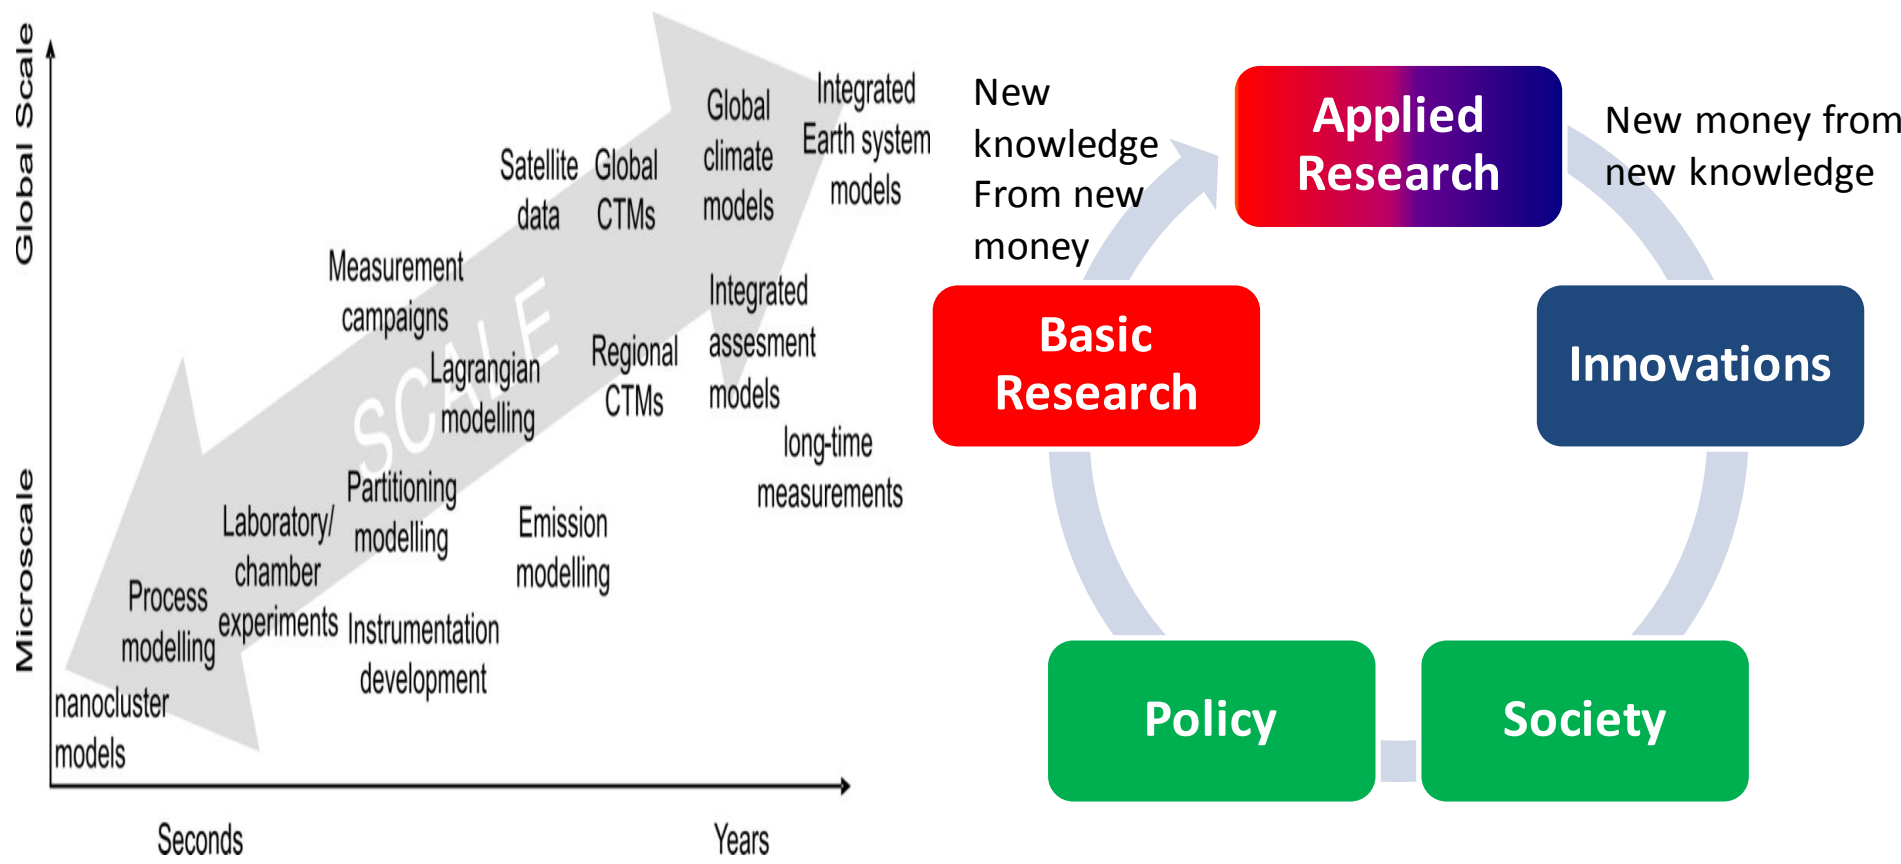 Global Scale
Microscale
Integrated
Earth system
models
Global
climate
models
Satellite
data
Global
CTMs
Measurement
campaigns
SCALE
Integrated
assesment
models
Lagrangian
modelling
Regional
CTMs
long-time
measurements
Partitioning
modelling
Laboratory/
chamber
experiments
Emission
modelling
Process
modelling
Instrumentation
development
nanocluster
models
Seconds
Years
New
knowledge
From new
money
Applied
Research
New money from
new knowledge
Basic
Research
Innovations
Policy
Society